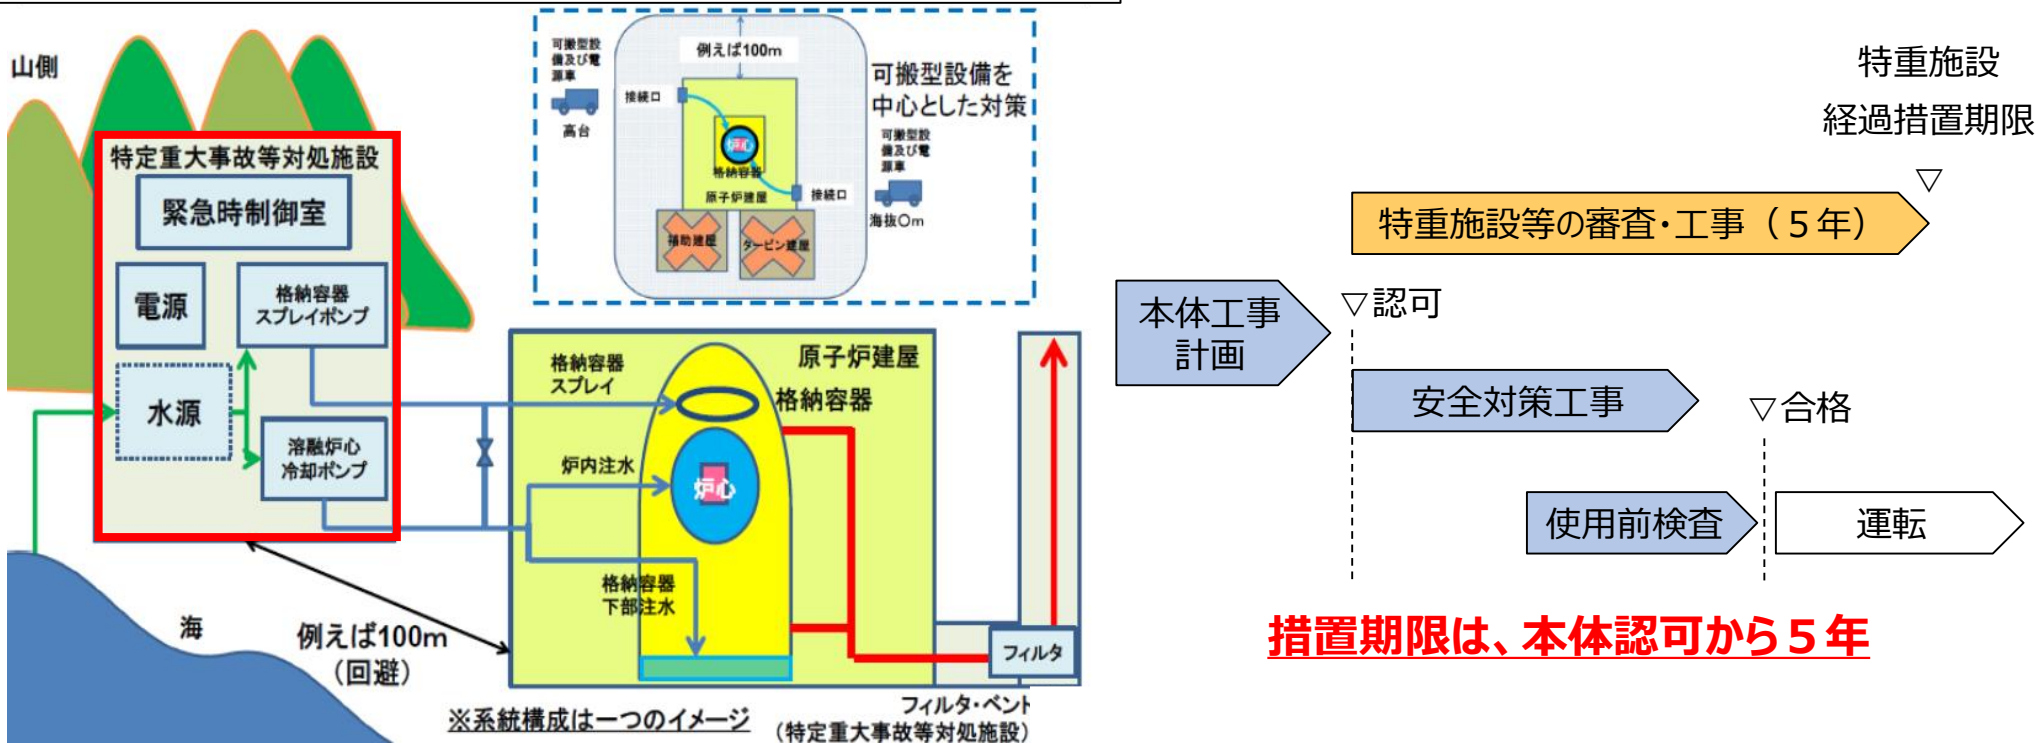 山側
特定重大事故等対処施設
緊急時制御室
電源
格納容器
スプレイポンプ
水源
溶融炉心
冷却ポンプ
海
例えば100m
（回避）
可搬型設
備及び電
源車
高台
例えば100m
接続口
炉心
格納容器
原子炉建屋
接続口
補助建屋
タービン建屋
可搬型設備を
中心とした対策
可搬型設
備及び電
源車
海抜〇m
原子炉建屋
格納容器
格納容器
スプレイ
炉内注水
炉心
格納容器
下部注水
フィルタ
フィルタ・ベント
（特定重大事故等対処施設）
※系統構成は一つのイメージ
特重施設
経過措置期限
▽
特重施設等の審査・工事（５年）
本体工事
計画
▽認可
安全対策工事
▽合格
使用前検査
運転
措置期限は、本体認可から５年